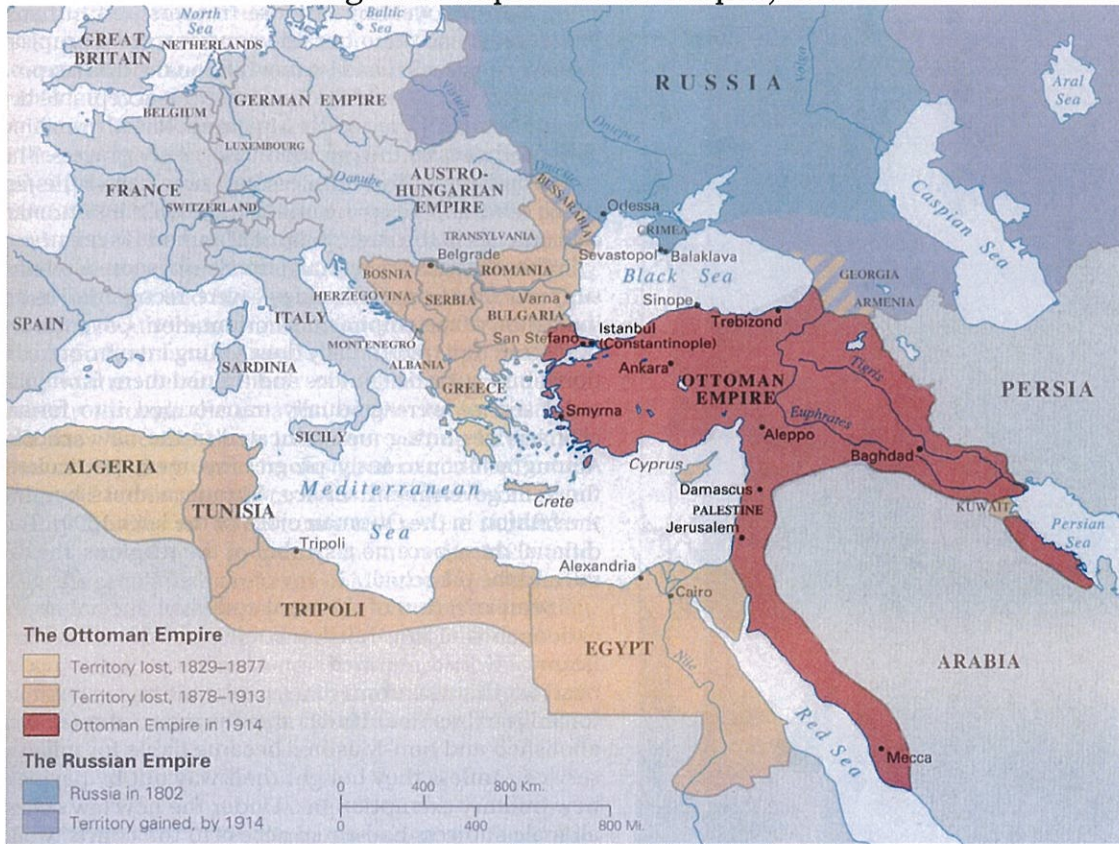 North
Sea
Baltic
Sea
GREAT
BRITAIN
NETHERLANDS
RUSSIA
Volga
Aral
Sea
BELGIUM
GERMAN EMPIRE
Vistula
Dnieper
LUXEMBOURG
FRANCE
SWITZERLAND
Danube
AUSTRO-
HUNGARIAN
EMPIRE
Dniester
BESSARABIA
Odessa
CRIMEA
Caspian Sea
TRANSYLVANIA
Belgrade
Sevastopol
Balaklava
Black Sea
BOSNIA
ROMANIA
GEORGIA
HERZEGOVINA
SERBIA
Varna
Sinope
ARMENIA
SPAIN
ITALY
BULGARIA
Trebizond
MONTENEGRO
San Stefano
Istanbul
(Constantinople)
SARDINIA
ALBANIA
Ankara
OTTOMAN
EMPIRE
Tigris
PERSIA
GREECE
Smyrna
Euphrates
SICILY
Aleppo
Baghdad
ALGERIA
Cyprus
Mediterranean
Sea
Crete
Damascus
PALESTINE
Jerusalem
KUWAIT
Persian
Sea
TUNISIA
Tripoli
Alexandria
Cairo
TRIPOLI
EGYPT
Nile
ARABIA
Red Sea
Mecca
The Ottoman Empire
Territory lost, 1829–1877
Territory lost, 1878–1913
Ottoman Empire in 1914
The Russian Empire
Russia in 1802
Territory gained, by 1914
0 400 800 Km.
0 400 800 Mi.